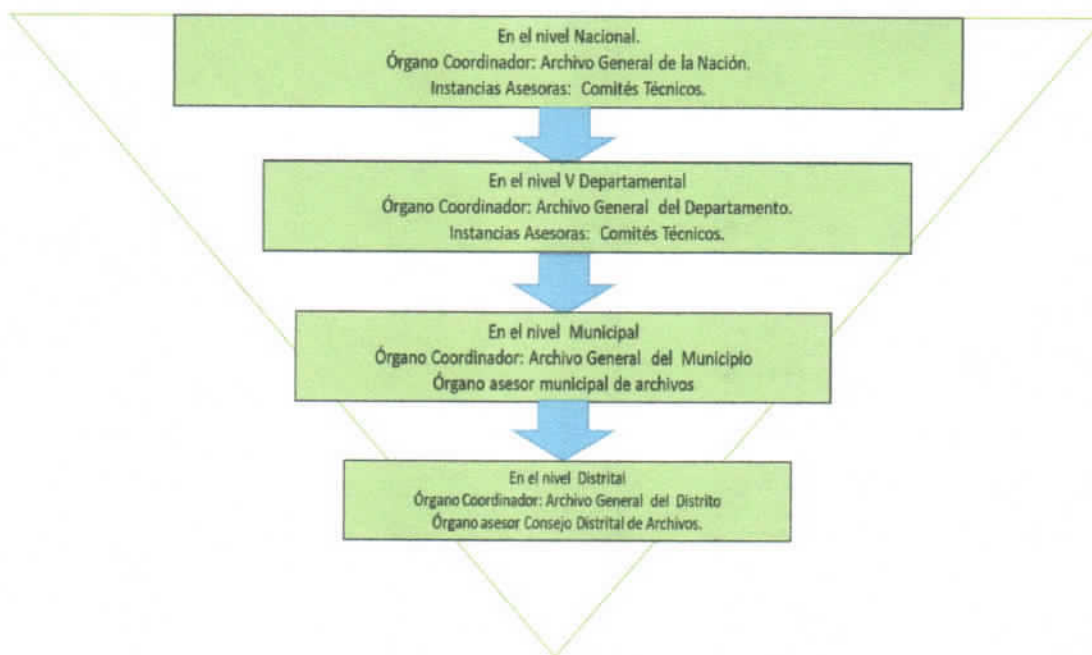 En el nivel Nacional.
Órgano Coordinador: Archivo General de la Nación.
Instancias Asesoras: Comités Técnicos.
En el nivel V Departamental
Órgano Coordinador: Archivo General del Departamento.
Instancias Asesoras: Comités Técnicos.
En el nivel Municipal
Órgano Coordinador: Archivo General del Municipio
Órgano asesor municipal de archivos
En el nivel Distrital
Órgano Coordinador: Archivo General del Distrito
Órgano asesor Consejo Distrital de Archivos.